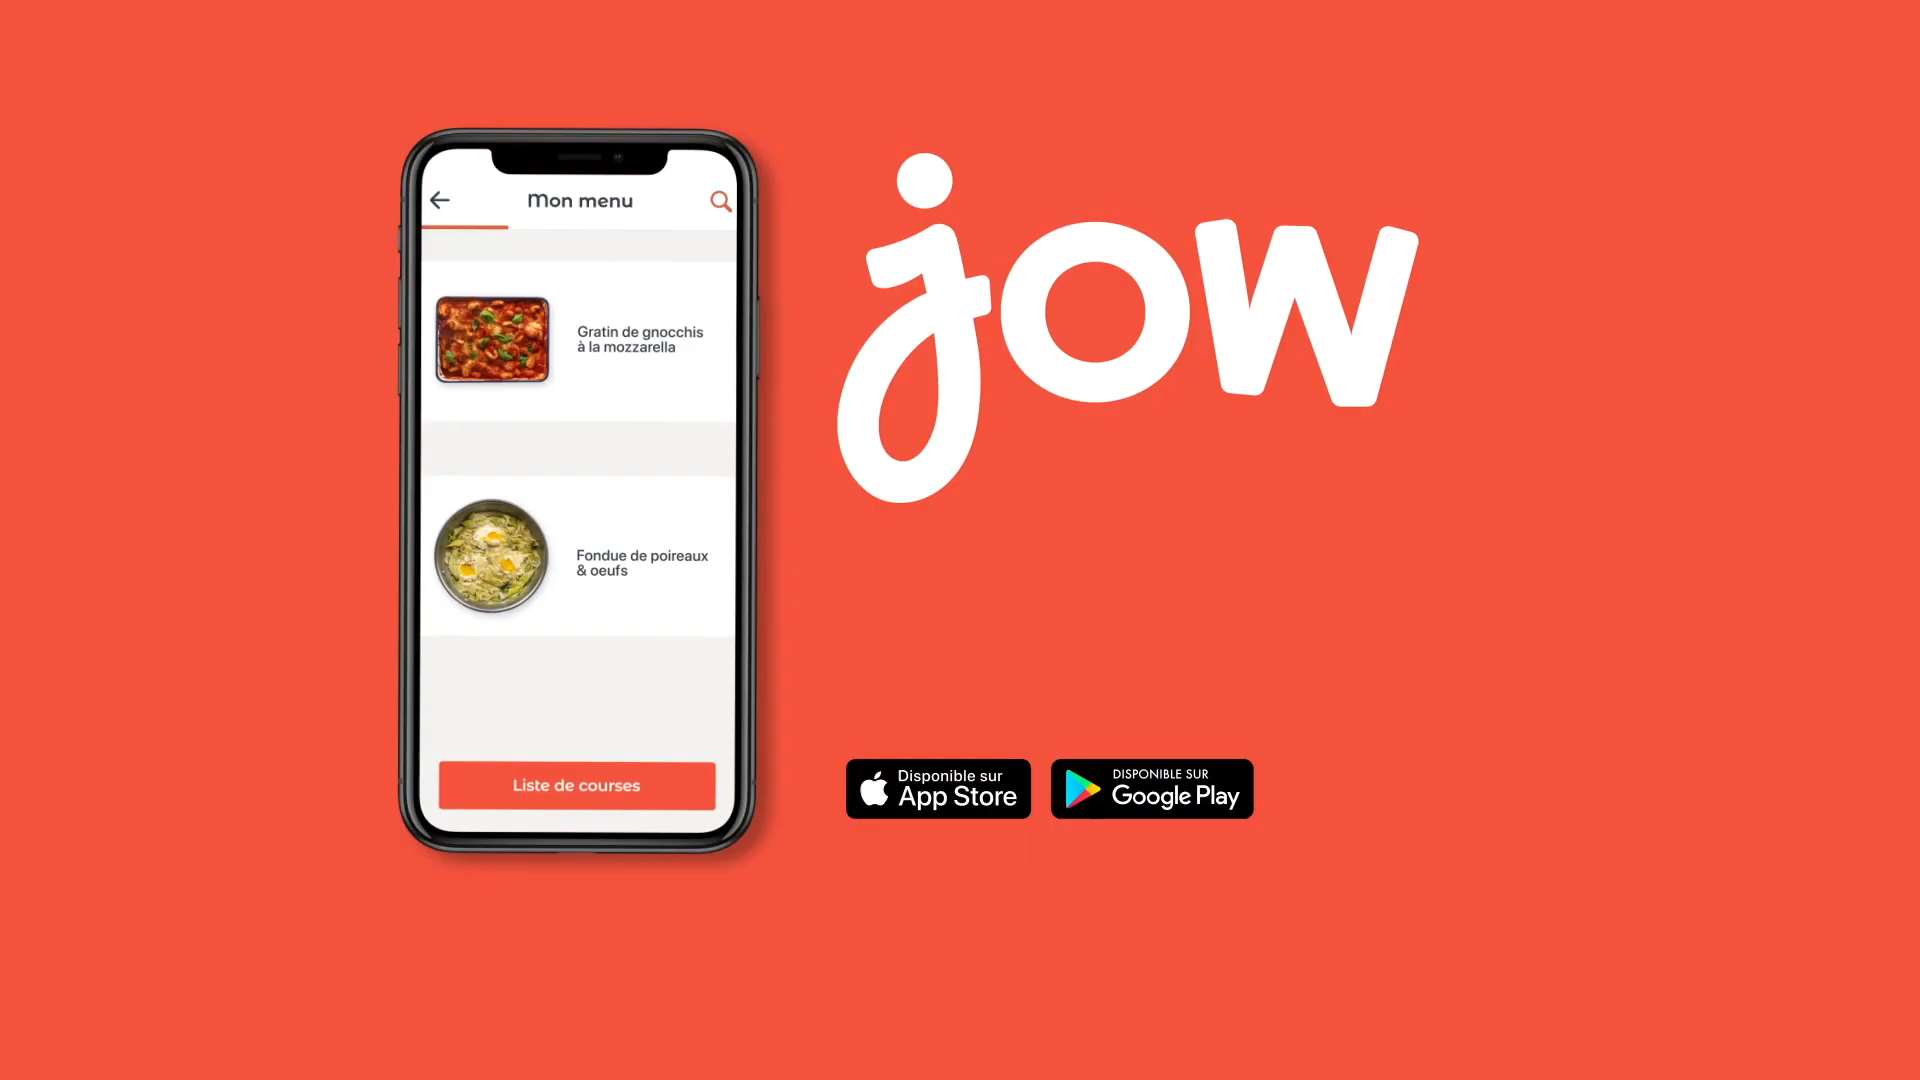 Mon menu
Gratin de gnocchis
à la mozzarella
Fondue de poireaux
& oeufs
Liste de courses
jow
Disponible sur
App Store
DISPONIBLE SUR
Google Play